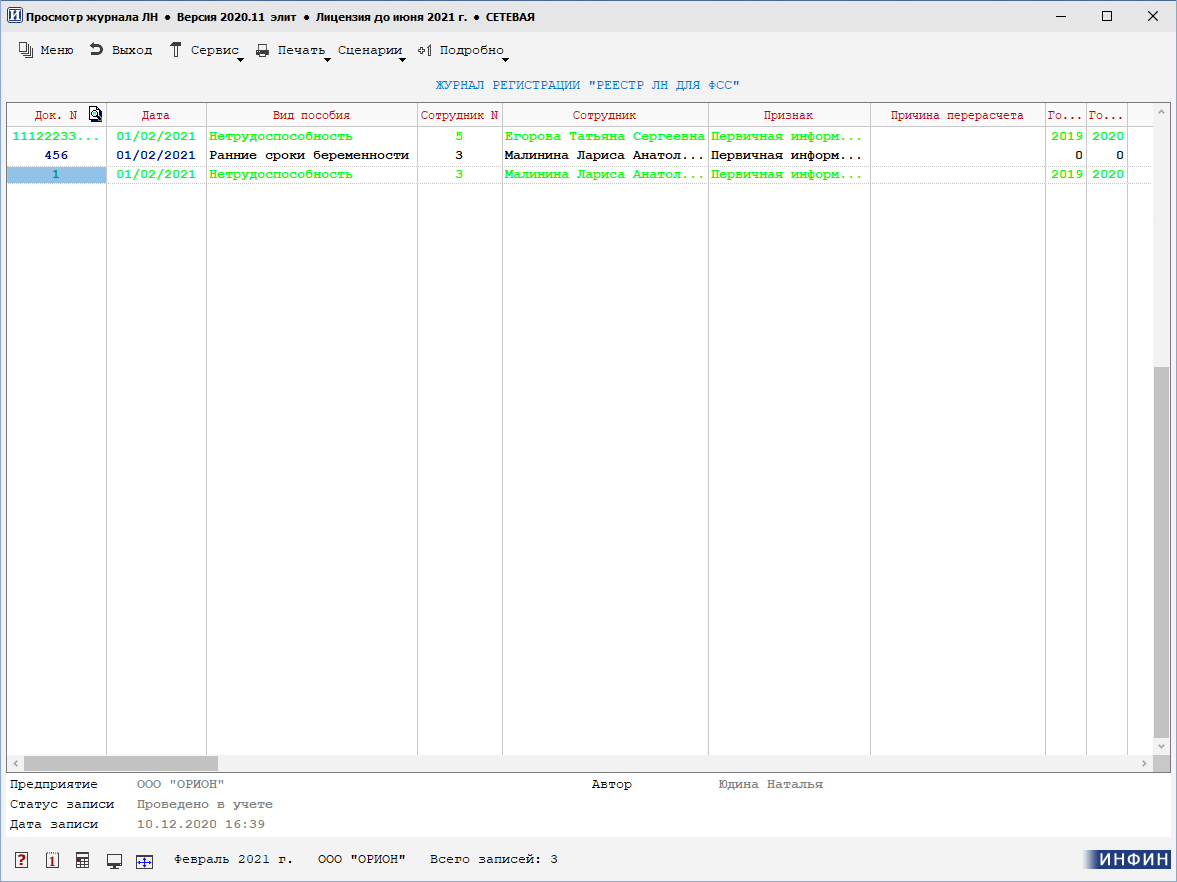 Просмотр журнала ЛН ● Версия 2020.11 элит ● Лицензия до июня 2021 г. ● СЕТЕВАЯ
Меню Выход Сервис Печать Сценарии +1 Подробно
ЖУРНАЛ РЕГИСТРАЦИИ "РЕЕСТР ЛН ДЛЯ ФСС"
Док. N Дата Вид пособия Сотрудник N Сотрудник Признак Причина перерасчета Го... Го...
11122233... 01/02/2021 Нетрудоспособность 5 Егорова Татьяна Сергеевна Первичная информ... 2019 2020
456 01/02/2021 Ранние сроки беременности 3 Малинина Лариса Анатол... Первичная информ... 0 0
1 01/02/2021 Нетрудоспособность 3 Малинина Лариса Анатол... Первичная информ... 2019 2020
Предприятие ООО "ОРИОН" Автор Юдина Наталья
Статус записи Проведено в учете
Дата записи 10.12.2020 16:39
? 1 Февраль 2021 г. ООО "ОРИОН" Всего записей: 3 ИНФИН